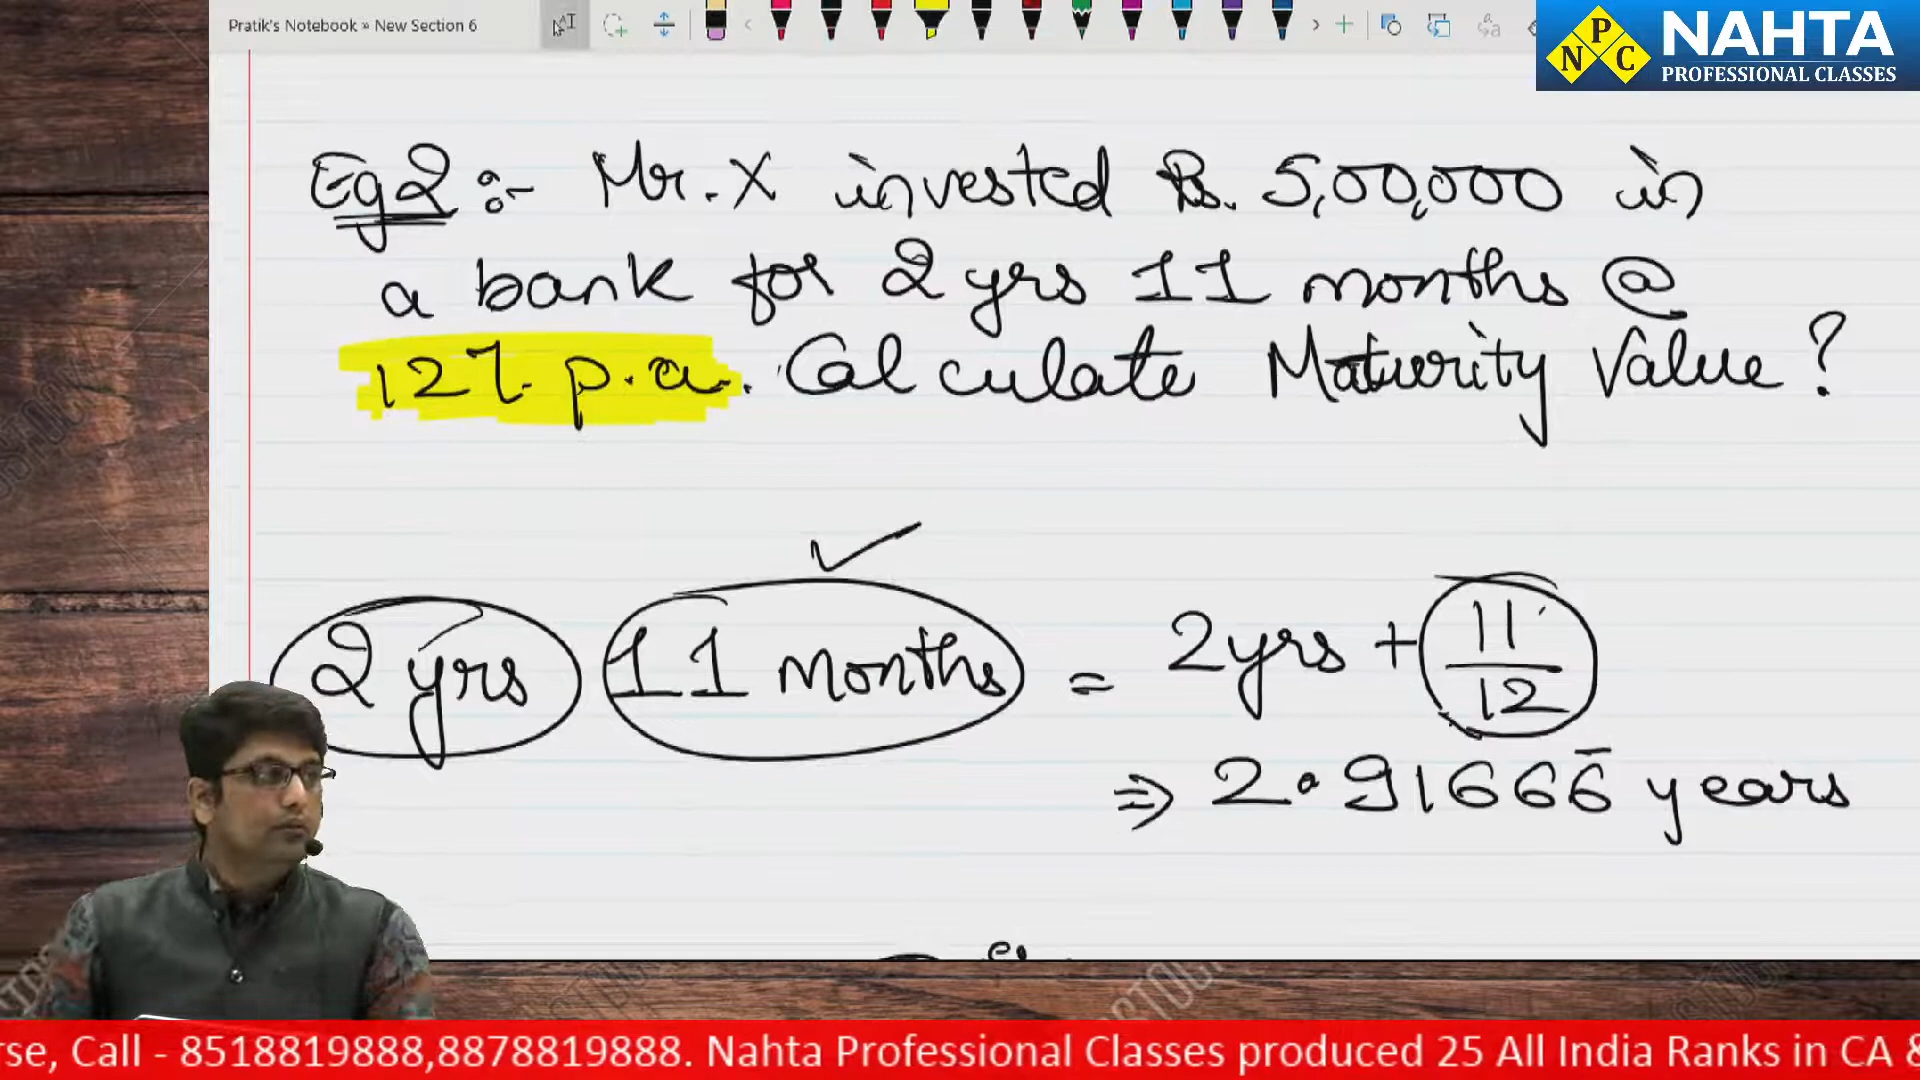 Pratik's Notebook » New Section 6
NPC
NAHTA
PROFESSIONAL CLASSES
Eg2 :- Mr. X invested Rs. 5,00,000 in
a bank for 2 yrs 11 months @
12% p.a. Calculate Maturity Value?
2 yrs 11 months = 2yrs + 11/12
⇒ 2.91666̅ years
rse, Call - 8518819888,8878819888. Nahta Professional Classes produced 25 All India Ranks in CA &